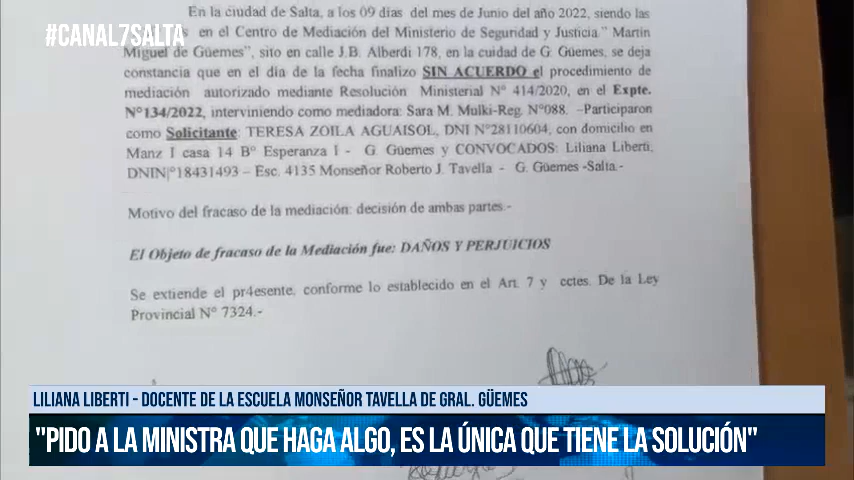 En la ciudad de Salta, a los 09 días del mes de Junio del año 2022, siendo las
#CANAL7SALTA
en el Centro de Mediación del Ministerio de Seguridad y Justicia." Martín
Miguel de Güemes", sito en calle J.B. Alberdi 178, en la cuidad de G. Güemes, se deja
constancia que en el día de la fecha finalizo SIN ACUERDO el procedimiento de
mediación autorizado mediante Resolución Ministerial N° 414/2020, en el Expte.
N°134/2022, interviniendo como mediadora: Sara M. Mulki-Reg. N°088. –Participaron
como Solicitante: TERESA ZOILA AGUAISOL, DNI N°28110604, con domicilio en
Manz I casa 14 B° Esperanza I - G. Güemes y CONVOCADOS: Liliana Liberti,
DNIN|°18431493 – Esc. 4135 Monseñor Roberto J. Tavella - G. Güemes -Salta.-
Motivo del fracaso de la mediación: decisión de ambas partes.-
El Objeto de fracaso de la Mediación fue: DAÑOS Y PERJUICIOS
Se extiende el pr4esente, conforme lo establecido en el Art. 7 y cctes. De la Ley
Provincial N° 7324.-
LILIANA LIBERTI - DOCENTE DE LA ESCUELA MONSEÑOR TAVELLA DE GRAL. GÜEMES
"PIDO A LA MINISTRA QUE HAGA ALGO, ES LA ÚNICA QUE TIENE LA SOLUCIÓN"